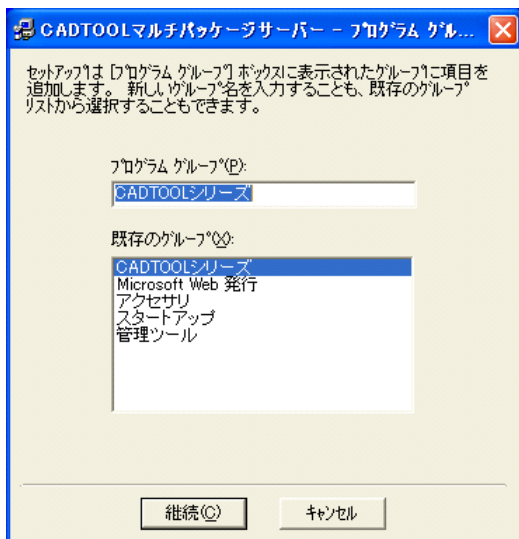 CADTOOLマルチパッケージサーバー - ﾌﾟﾛｸﾞﾗﾑ ｸﾞﾙ...
ｾｯﾄｱｯﾌﾟは [ﾌﾟﾛｸﾞﾗﾑ ｸﾞﾙｰﾌﾟ] ﾎﾞｯｸｽに表示されたｸﾞﾙｰﾌﾟに項目を
追加します。 新しいｸﾞﾙｰﾌﾟ名を入力することも、既存のｸﾞﾙｰﾌﾟ
ﾘｽﾄから選択することもできます。
ﾌﾟﾛｸﾞﾗﾑ ｸﾞﾙｰﾌﾟ(P):
CADTOOLシリーズ
既存のｸﾞﾙｰﾌﾟ(X):
CADTOOLシリーズ
Microsoft Web 発行
アクセサリ
スタートアップ
管理ツール
継続(C)
ｷｬﾝｾﾙ